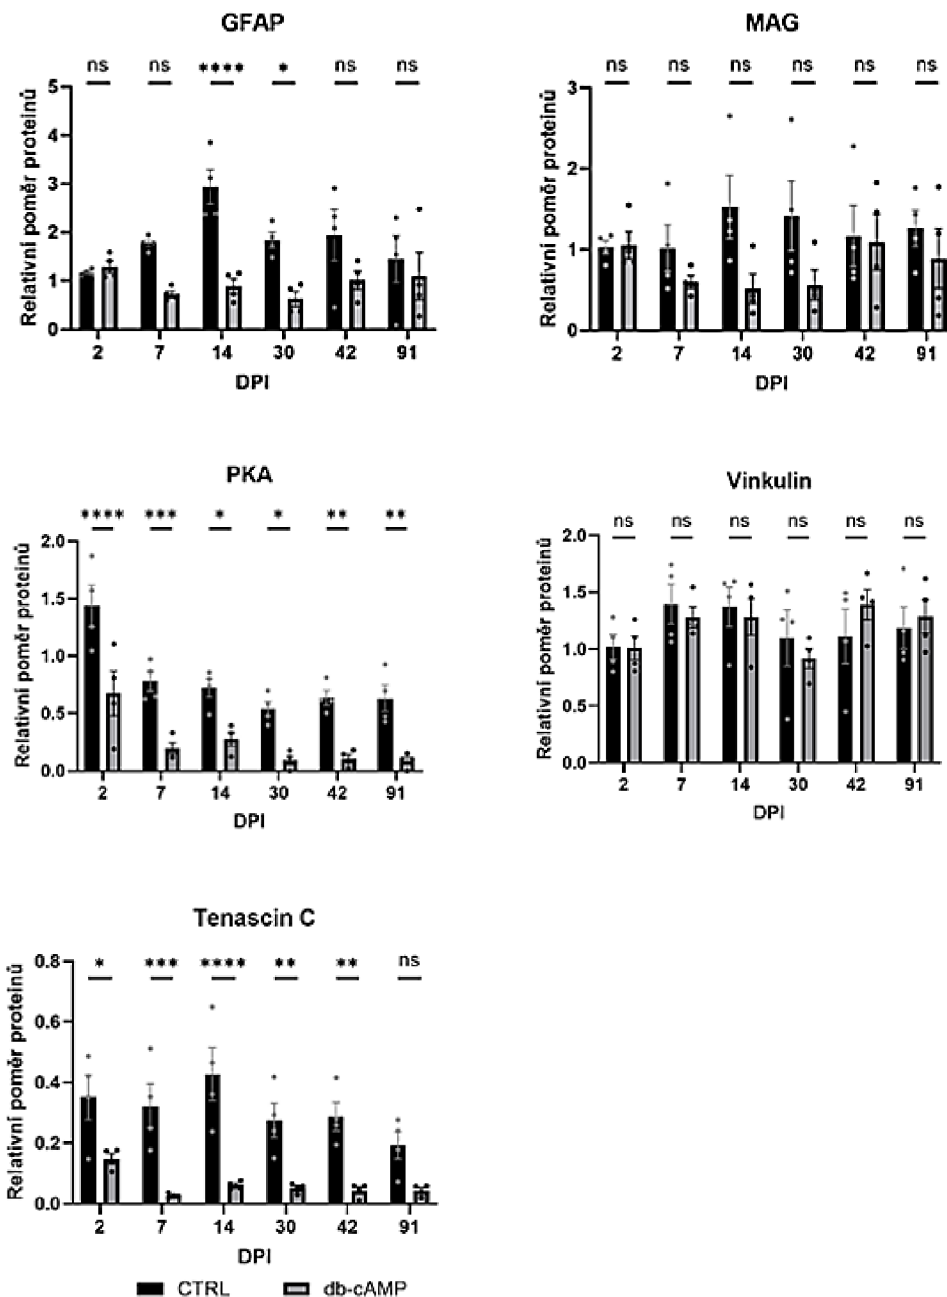 GFAP
ns ns **** * ns ns
Relativní poměr proteinů
5
4
3
2
1
0
2 7 14 30 42 91
DPI
MAG
ns ns ns ns ns ns
Relativní poměr proteinů
3
2
1
0
2 7 14 30 42 91
DPI
PKA
**** *** * * ** **
Relativní poměr proteinů
2.0
1.5
1.0
0.5
0.0
2 7 14 30 42 91
DPI
Vinkulin
ns ns ns ns ns ns
Relativní poměr proteinů
2.0
1.5
1.0
0.5
0.0
2 7 14 30 42 91
DPI
Tenascin C
* *** **** ** ** ns
Relativní poměr proteinů
0.8
0.6
0.4
0.2
0.0
2 7 14 30 42 91
DPI
CTRL db-cAMP